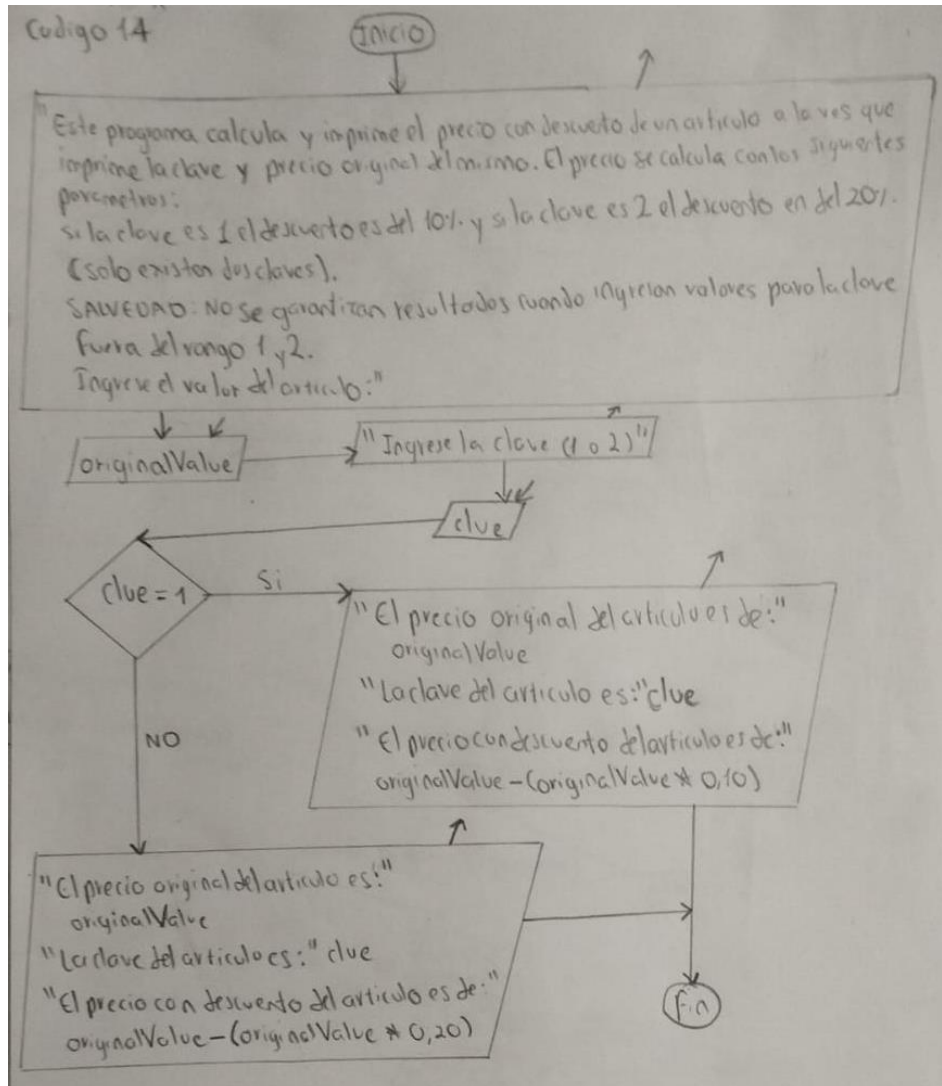 Codigo 14
Inicio
"Este programa calcula y imprime el precio con descuento de un articulo a la ves que
imprime la clave y precio original del mismo. El precio se calcula con los siguientes
parametros:
si la clave es 1 el descuento es del 10% y si la clave es 2 el descuento en del 20%.
(solo existen dos claves).
SALVEDAD: NO se garantizan resultados cuando ingresan valores para la clave
fuera del rango 1 y 2.
Ingrese el valor del articulo:"
originalValue
"Ingrese la clave (1 o 2)"
clue
clue = 1
Si
"El precio original del articulo es de:"
originalValue
"La clave del articulo es:" clue
"El precio con descuento del articulo es de:"
originalValue - (originalValue * 0,10)
NO
"El precio original del articulo es:"
originalValue
"La clave del articulo es:" clue
"El precio con descuento del articulo es de:"
originalValue - (originalValue * 0,20)
Fin